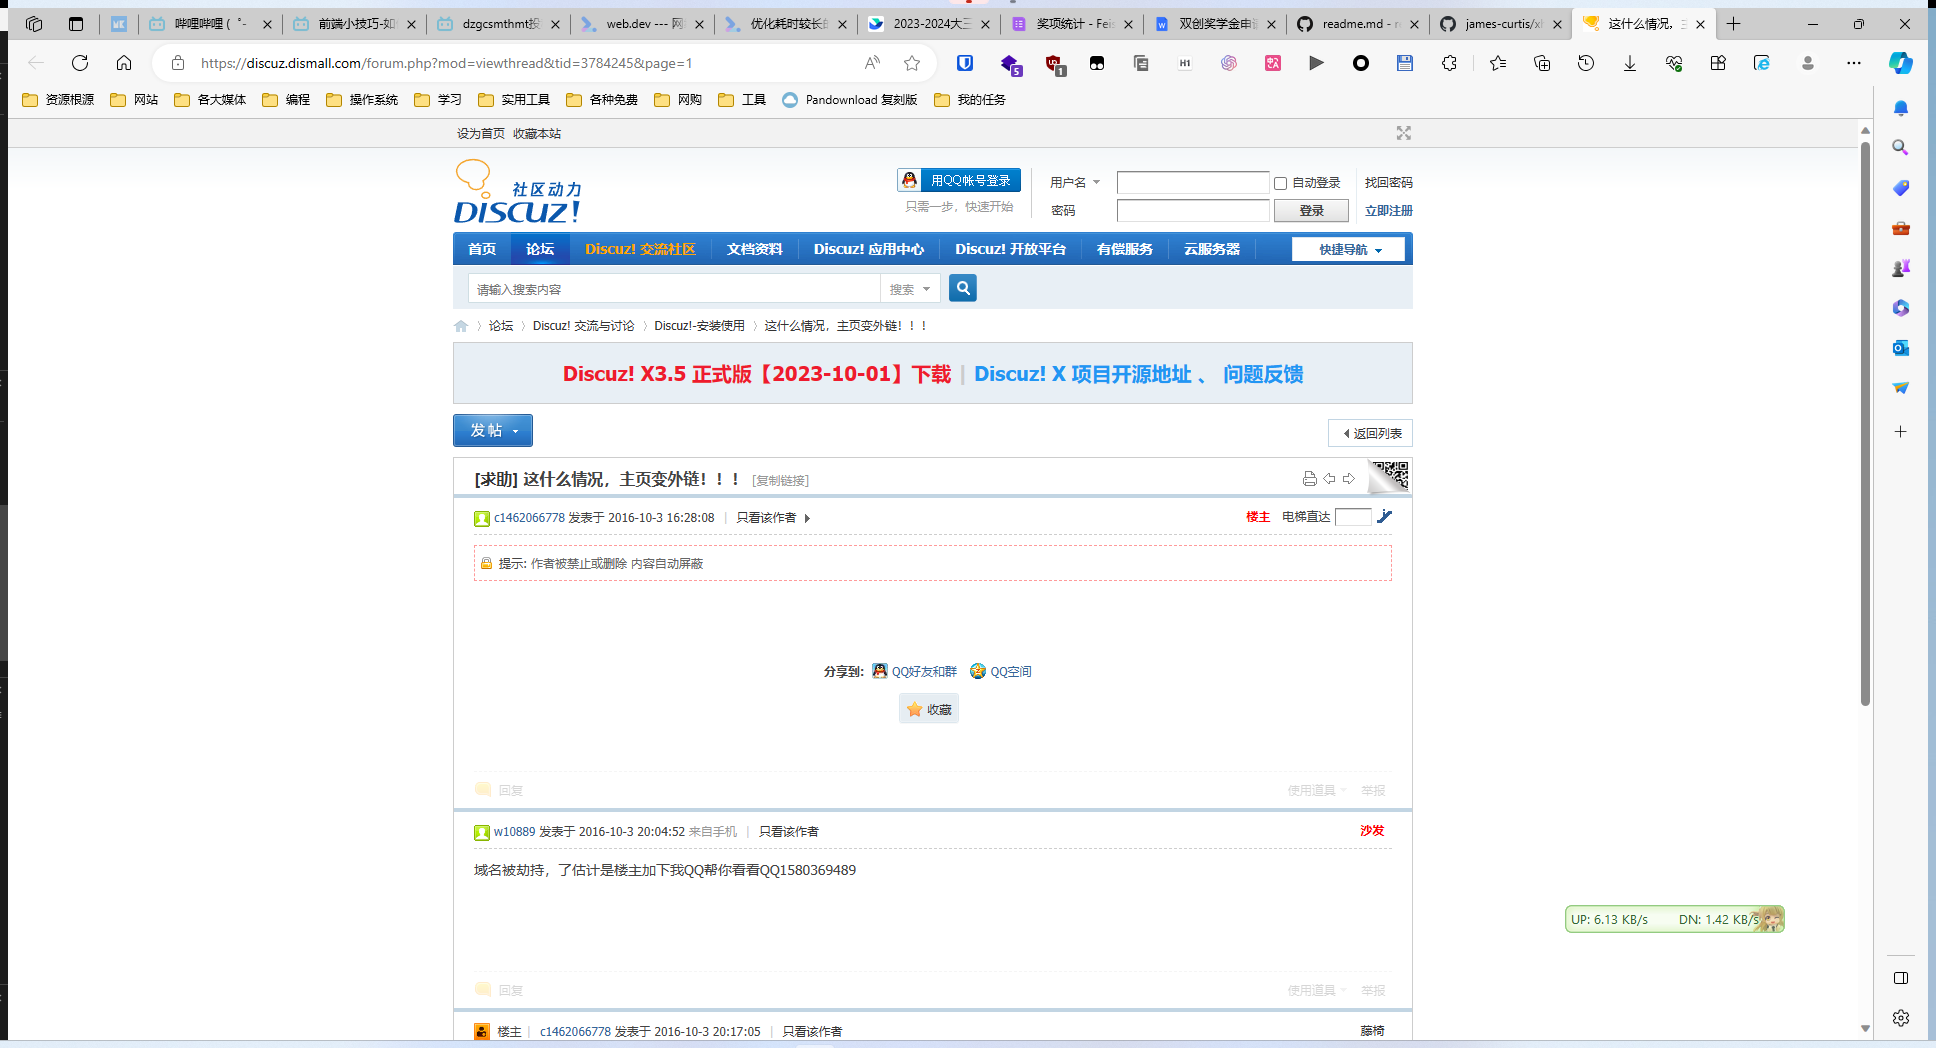 哔哩哔哩 ( ゜-
前端小技巧-如
dzgcsmthmt投
web.dev --- 网
优化耗时较长的
2023-2024大三
奖项统计 - Feis
双创奖学金申请
readme.md - re
james-curtis/xl
这什么情况，主
https://discuz.dismall.com/forum.php?mod=viewthread&tid=3784245&page=1
资源根源 网站 各大媒体 编程 操作系统 学习 实用工具 各种免费 网购 工具 Pandownload 复刻版 我的任务
设为首页 收藏本站
社区动力
DISCUZ!
用QQ帐号登录
只需一步，快速开始
用户名 自动登录 找回密码
密码 登录 立即注册
首页 论坛 Discuz! 交流社区 文档资料 Discuz! 应用中心 Discuz! 开放平台 有偿服务 云服务器 快捷导航
请输入搜索内容 搜索
论坛 〉 Discuz! 交流与讨论 〉 Discuz!-安装使用 〉 这什么情况，主页变外链！！！
Discuz! X3.5 正式版【2023-10-01】下载 | Discuz! X 项目开源地址 、 问题反馈
发帖
返回列表
[求助] 这什么情况，主页变外链！！！ [复制链接]
c1462066778 发表于 2016-10-3 16:28:08 | 只看该作者
楼主 电梯直达
提示: 作者被禁止或删除 内容自动屏蔽
分享到: QQ好友和群 QQ空间
收藏
回复 使用道具 举报
w10889 发表于 2016-10-3 20:04:52 来自手机 | 只看该作者 沙发
域名被劫持，了估计是楼主加下我QQ帮你看看QQ1580369489
UP: 6.13 KB/s DN: 1.42 KB/s
回复 使用道具 举报
楼主 | c1462066778 发表于 2016-10-3 20:17:05 | 只看该作者 藤椅